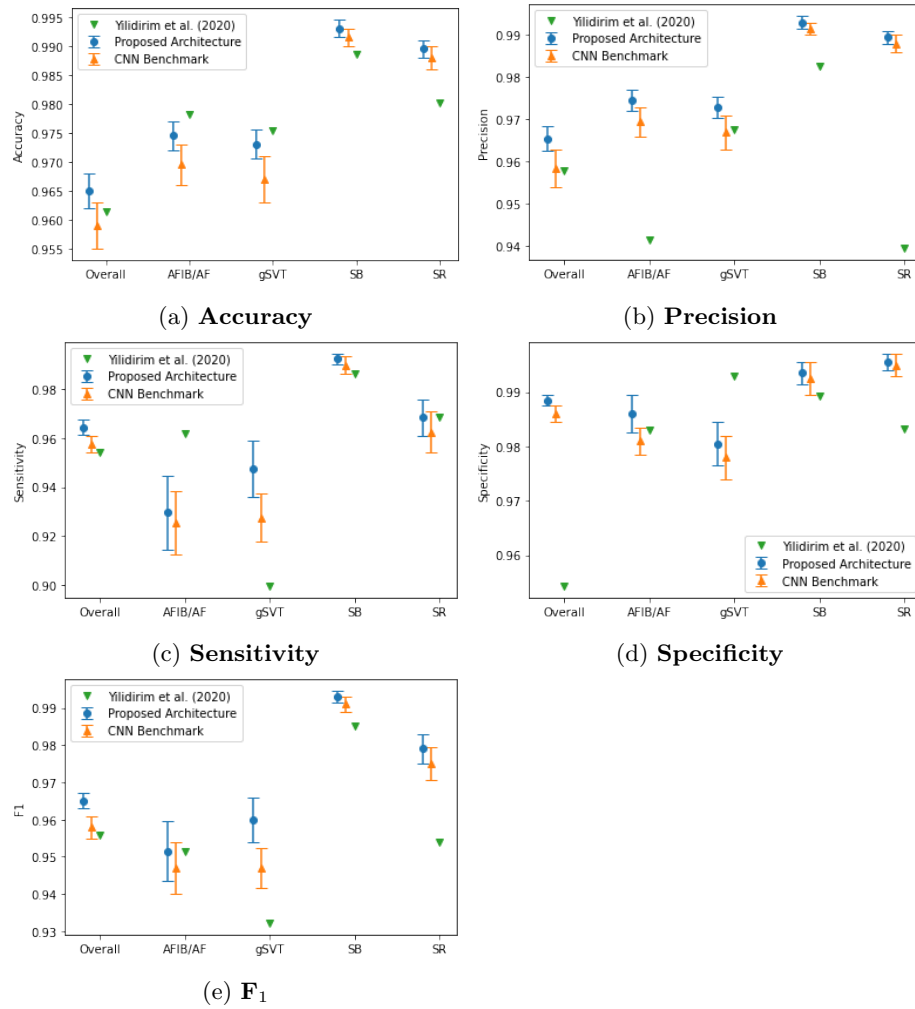 0.995
0.990
0.985
0.980
0.975
0.970
0.965
0.960
0.955
Accuracy
Yilidirim et al. (2020)
Proposed Architecture
CNN Benchmark
Overall AFIB/AF gSVT SB SR
(a) Accuracy
0.99
0.98
0.97
0.96
0.95
0.94
Precision
Yilidirim et al. (2020)
Proposed Architecture
CNN Benchmark
Overall AFIB/AF gSVT SB SR
(b) Precision
0.98
0.96
0.94
0.92
0.90
Sensitivity
Yilidirim et al. (2020)
Proposed Architecture
CNN Benchmark
Overall AFIB/AF gSVT SB SR
(c) Sensitivity
0.99
0.98
0.97
0.96
Specificity
Yilidirim et al. (2020)
Proposed Architecture
CNN Benchmark
Overall AFIB/AF gSVT SB SR
(d) Specificity
0.99
0.98
0.97
0.96
0.95
0.94
0.93
F1
Yilidirim et al. (2020)
Proposed Architecture
CNN Benchmark
Overall AFIB/AF gSVT SB SR
(e) F₁